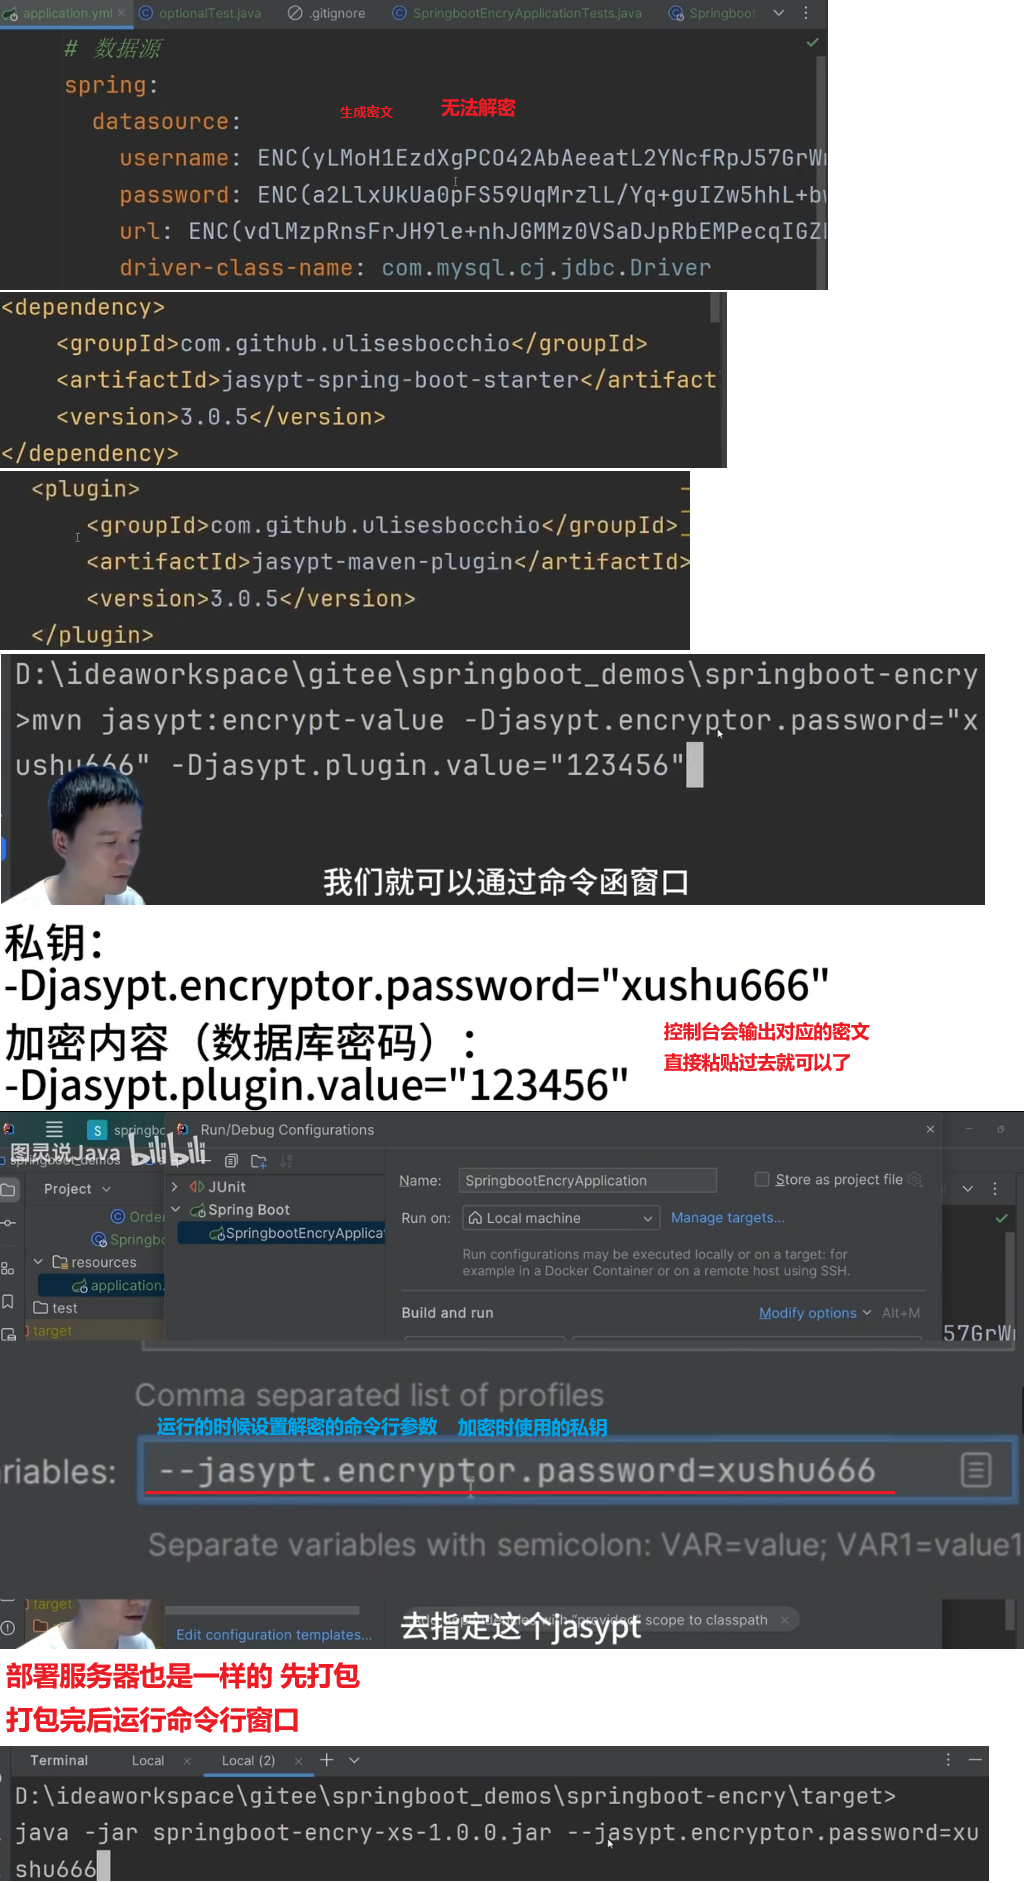 application.yml
optionalTest.java
.gitignore
SpringbootEncryApplicationTests.java
Springboot
# 数据源
spring:
生成密文
无法解密
datasource:
username: ENC(yLMoH1EzdXgPCO42AbAeeatL2YNcfRpJ57GrW
password: ENC(a2LlxUkUa0pFS59UqMrzlL/Yq+guIZw5hhL+b
url: ENC(vdlMzpRnsFrJH9le+nhJGMMz0VSaDJpRbEMPecqIGZ
driver-class-name: com.mysql.cj.jdbc.Driver
<dependency>
<groupId>com.github.ulisesbocchio</groupId>
<artifactId>jasypt-spring-boot-starter</artifact
<version>3.0.5</version>
</dependency>
<plugin>
<groupId>com.github.ulisesbocchio</groupId>
<artifactId>jasypt-maven-plugin</artifactId>
<version>3.0.5</version>
</plugin>
D:\ideaworkspace\gitee\springboot_demos\springboot-encry
>mvn jasypt:encrypt-value -Djasypt.encryptor.password="x
ushu666" -Djasypt.plugin.value="123456"
我们就可以通过命令函窗口
私钥：
-Djasypt.encryptor.password="xushu666"
加密内容（数据库密码）：
-Djasypt.plugin.value="123456"
控制台会输出对应的密文
直接粘贴过去就可以了
S springbo
Run/Debug Configurations
图灵说Java bilibili
springboot_demos
Project
JUnit
Spring Boot
SpringbootEncryApplicat
Order
Springbo
resources
application.
test
target
Name: SpringbootEncryApplication
Store as project file
Run on: Local machine
Manage targets...
Run configurations may be executed locally or on a target: for
example in a Docker Container or on a remote host using SSH.
Build and run
Modify options Alt+M
57GrW
Comma separated list of profiles
运行的时候设置解密的命令行参数
加密时使用的私钥
ariables: --jasypt.encryptor.password=xushu666
Separate variables with semicolon: VAR=value; VAR1=value1
target
"provided" scope to classpath
Edit configuration templates...
去指定这个jasypt
部署服务器也是一样的 先打包
打包完后运行命令行窗口
Terminal
Local
Local (2)
D:\ideaworkspace\gitee\springboot_demos\springboot-encry\target>
java -jar springboot-encry-xs-1.0.0.jar --jasypt.encryptor.password=xu
shu666